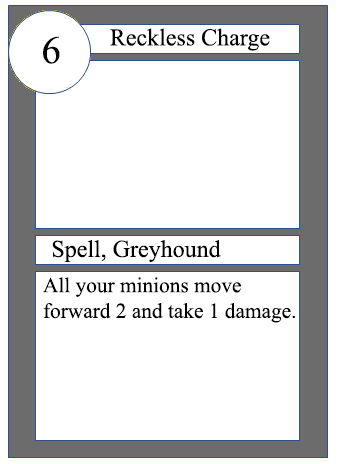 6
Reckless Charge
Spell, Greyhound
All your minions move
forward 2 and take 1 damage.